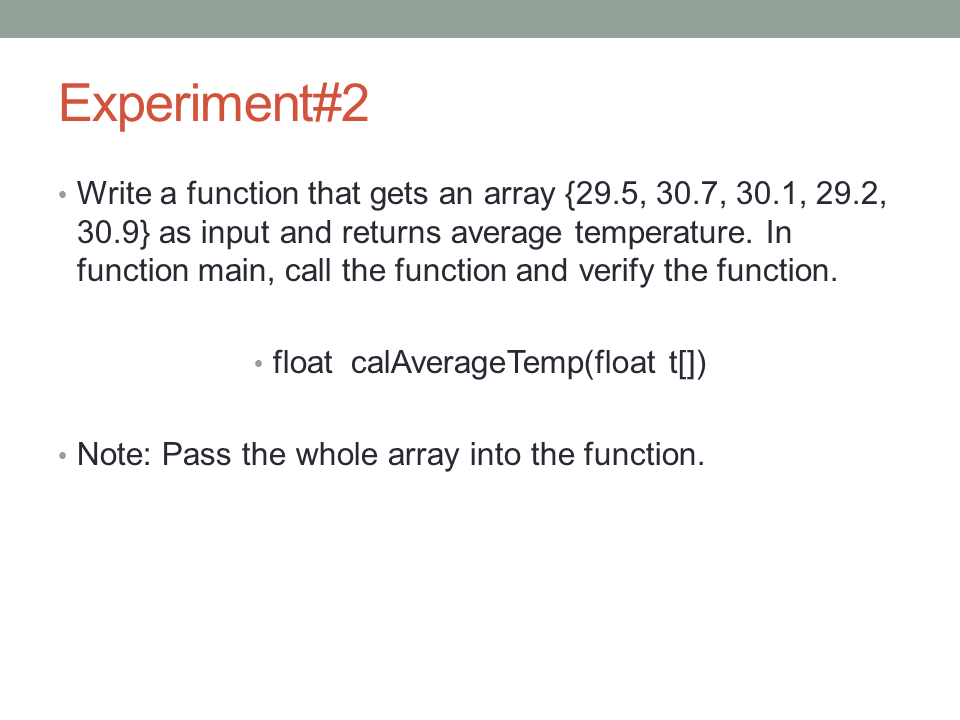 Experiment#2
• Write a function that gets an array {29.5, 30.7, 30.1, 29.2,
30.9} as input and returns average temperature. In
function main, call the function and verify the function.
• float calAverageTemp(float t[])
• Note: Pass the whole array into the function.